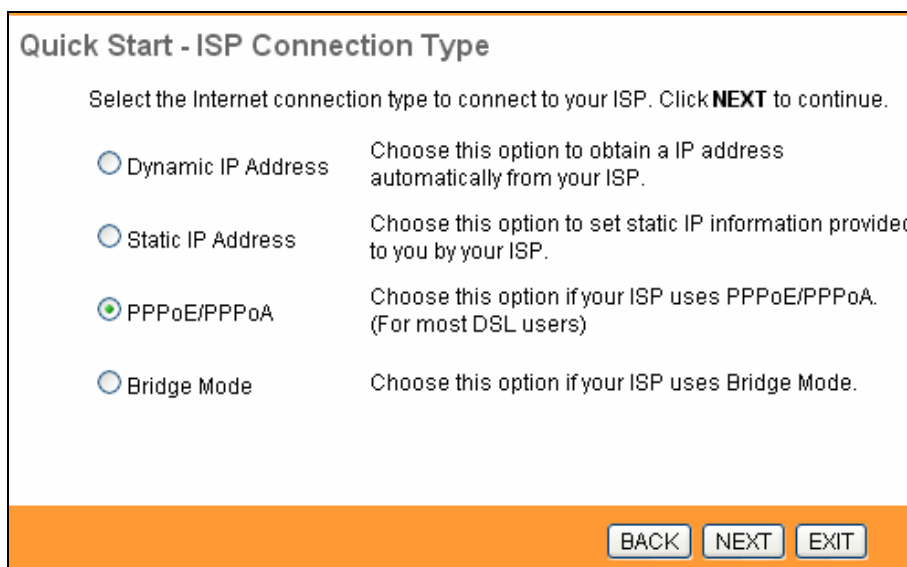 Quick Start - ISP Connection Type
Select the Internet connection type to connect to your ISP. Click NEXT to continue.
Dynamic IP Address
Choose this option to obtain a IP address
automatically from your ISP.
Static IP Address
Choose this option to set static IP information provided
to you by your ISP.
PPPoE/PPPoA
Choose this option if your ISP uses PPPoE/PPPoA.
(For most DSL users)
Bridge Mode
Choose this option if your ISP uses Bridge Mode.
BACK NEXT EXIT